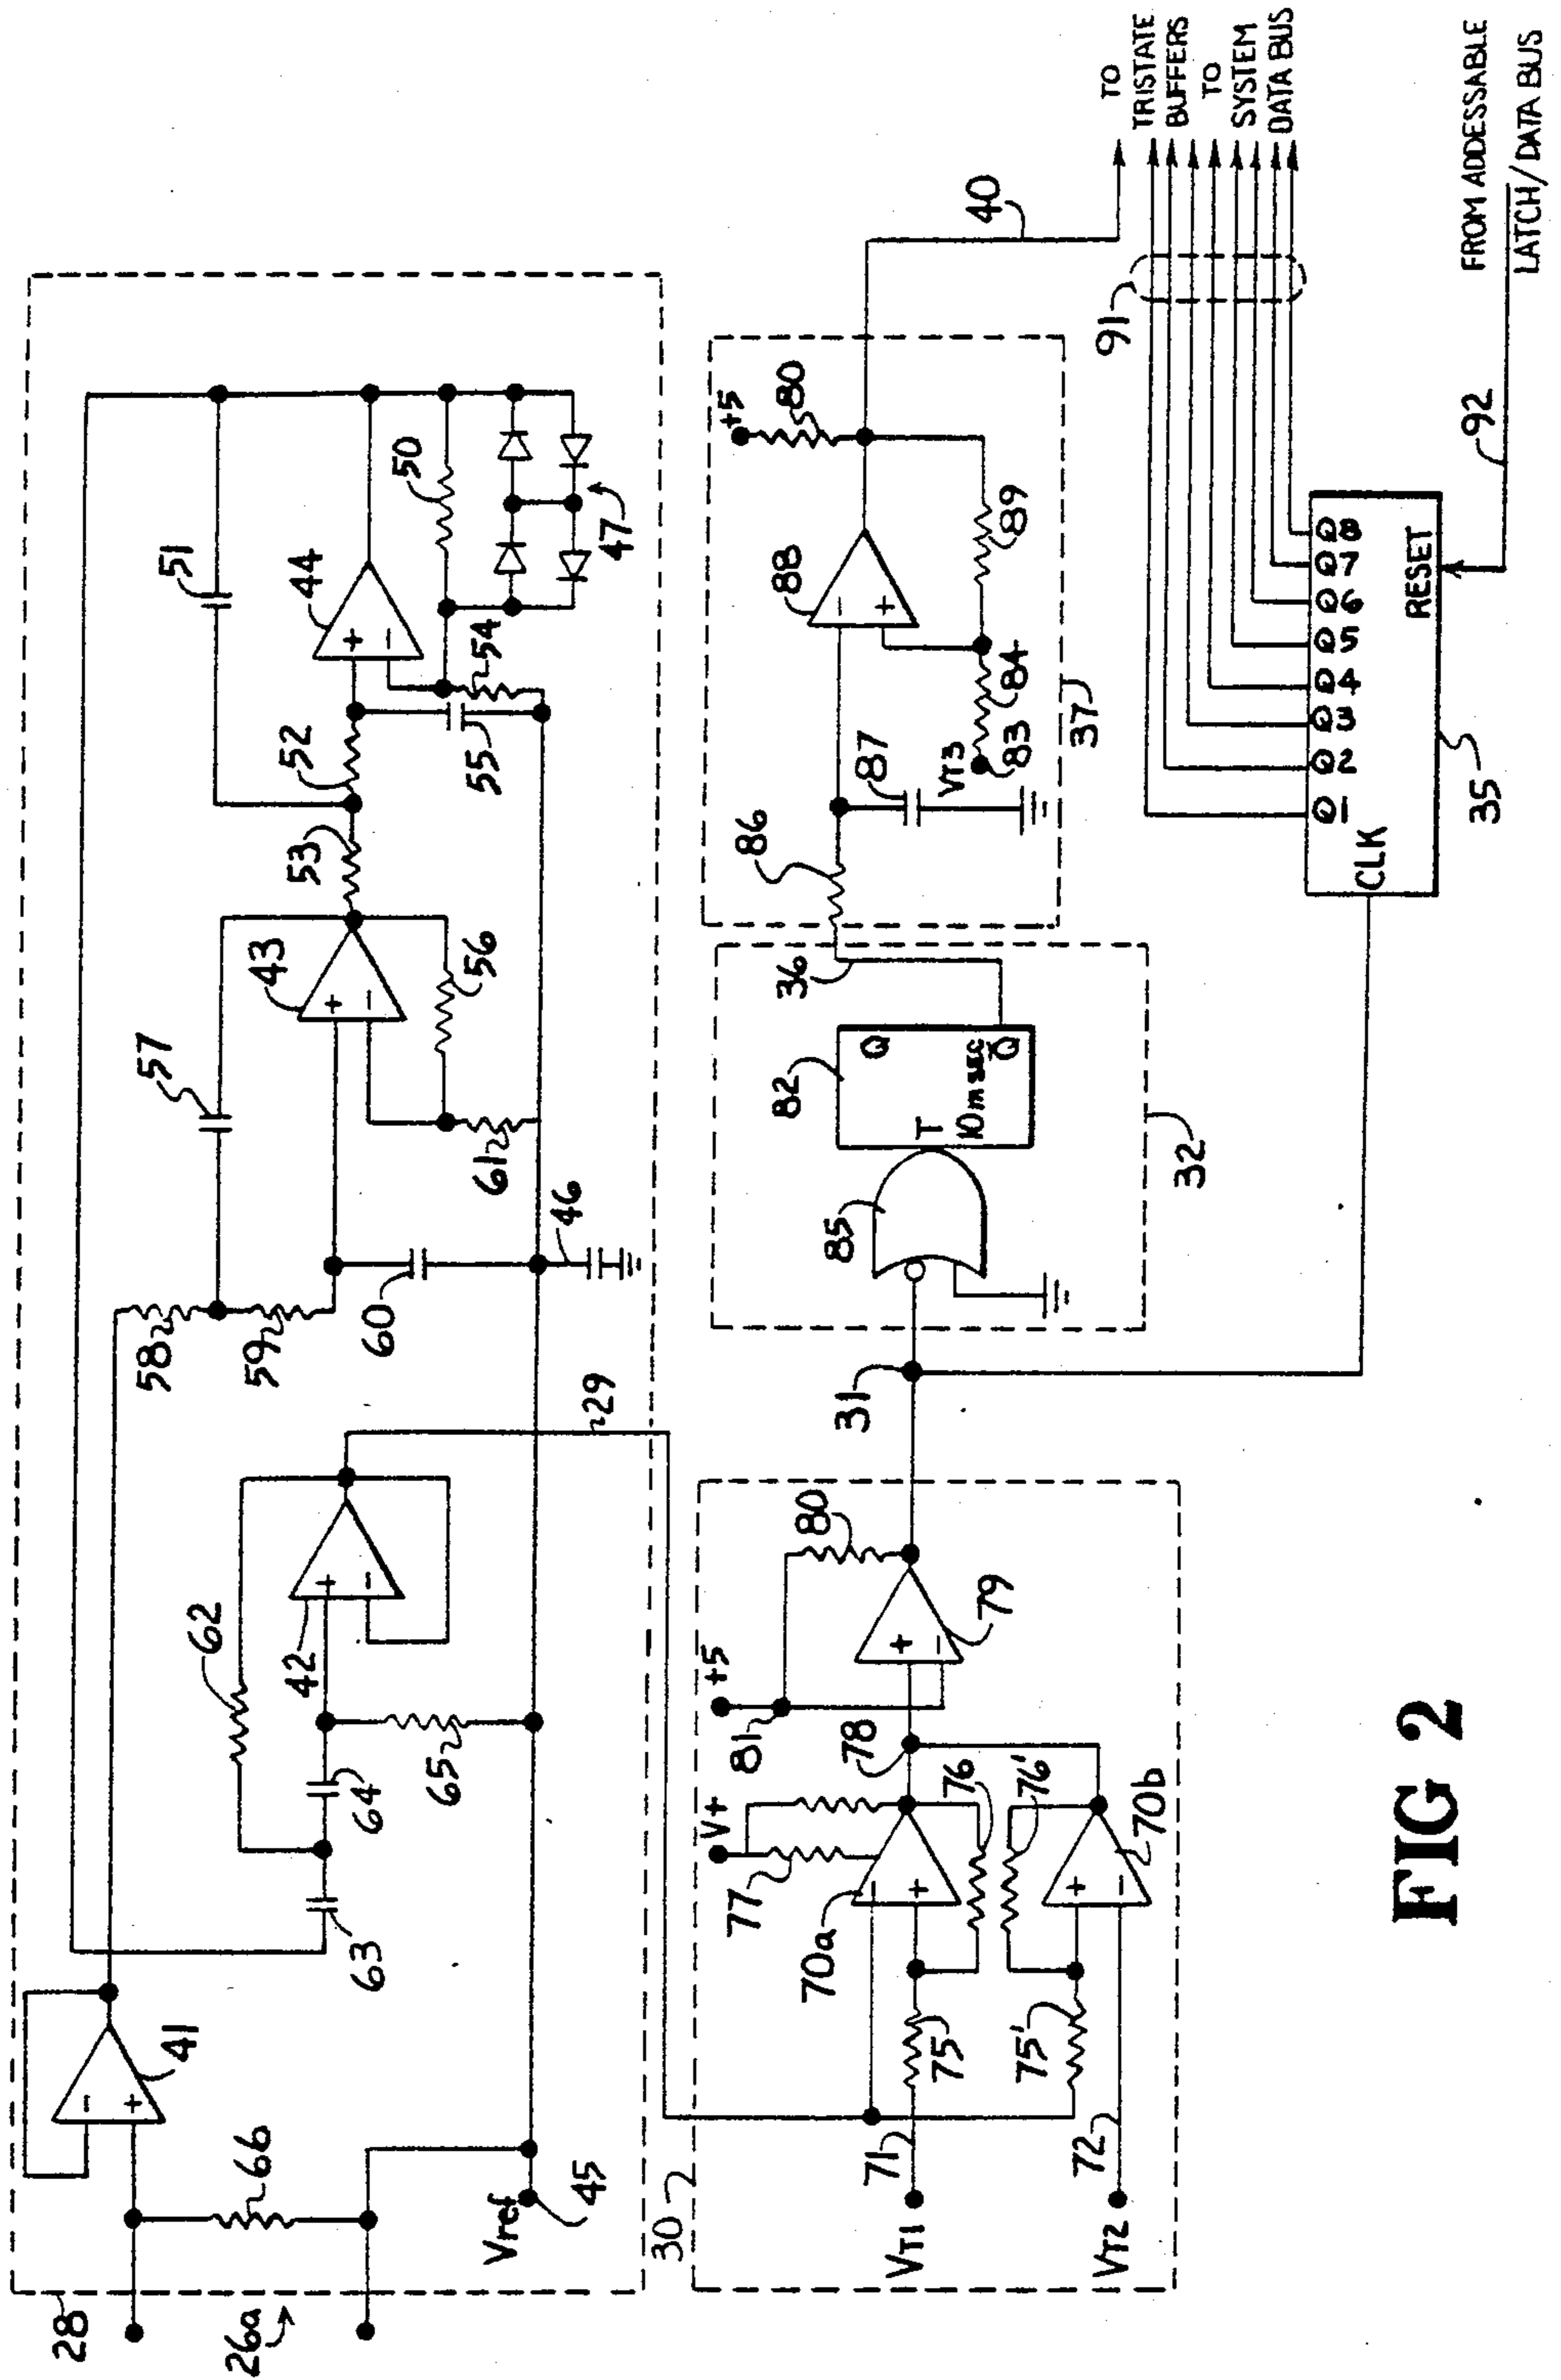 28
26a
66
41
Vref
45
63
64
62
42
65
29
58
59
60
57
46
61
43
56
53
52
55
51
44
54
50
47
30
VT1
71
VT2
72
75
75'
70a
77
V+
76
76'
70b
78
81
+5
79
80
31
85
82
T
10m sec
Q
Q̅
36
32
86
87
VT3
83
84
88
89
+5
80
37
40
TO
TRISTATE
BUFFERS
TO
SYSTEM
DATA BUS
91
CLK
Q1
Q2
Q3
Q4
Q5
Q6
Q7
Q8
RESET
35
92
FROM ADDESSABLE
LATCH/DATA BUS
FIG 2